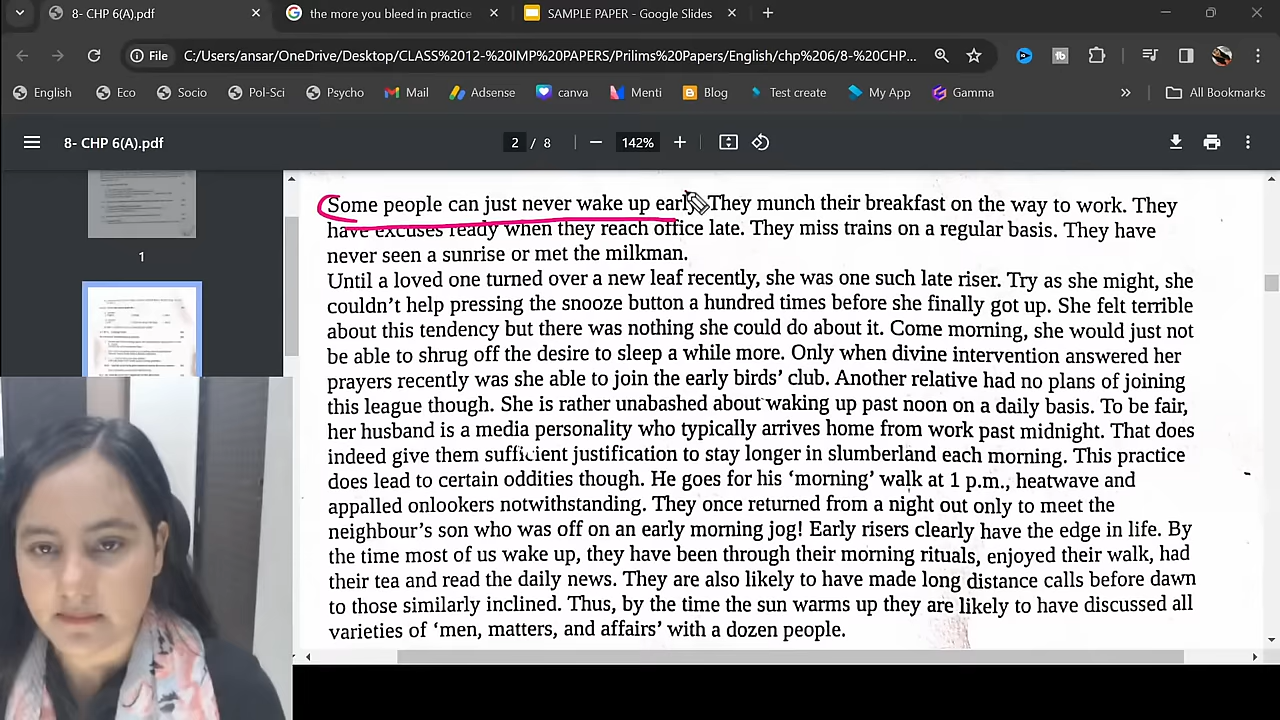 8- CHP 6(A).pdf
the more you bleed in practice
SAMPLE PAPER - Google Slides
File
C:/Users/ansar/OneDrive/Desktop/CLASS%2012-%20IMP%20PAPERS/Prilims%20Papers/English/chp%206/8-%20CHP...
English
Eco
Socio
Pol-Sci
Psycho
Mail
Adsense
canva
Menti
Blog
Test create
My App
Gamma
All Bookmarks
8- CHP 6(A).pdf
2 / 8
142%
1
Some people can just never wake up early. They munch their breakfast on the way to work. They
have excuses ready when they reach office late. They miss trains on a regular basis. They have
never seen a sunrise or met the milkman.
Until a loved one turned over a new leaf recently, she was one such late riser. Try as she might, she
couldn't help pressing the snooze button a hundred times before she finally got up. She felt terrible
about this tendency but there was nothing she could do about it. Come morning, she would just not
be able to shrug off the desire to sleep a while more. Only when divine intervention answered her
prayers recently was she able to join the early birds' club. Another relative had no plans of joining
this league though. She is rather unabashed about waking up past noon on a daily basis. To be fair,
her husband is a media personality who typically arrives home from work past midnight. That does
indeed give them sufficient justification to stay longer in slumberland each morning. This practice
does lead to certain oddities though. He goes for his 'morning' walk at 1 p.m., heatwave and
appalled onlookers notwithstanding. They once returned from a night out only to meet the
neighbour's son who was off on an early morning jog! Early risers clearly have the edge in life. By
the time most of us wake up, they have been through their morning rituals, enjoyed their walk, had
their tea and read the daily news. They are also likely to have made long distance calls before dawn
to those similarly inclined. Thus, by the time the sun warms up they are likely to have discussed all
varieties of 'men, matters, and affairs' with a dozen people.